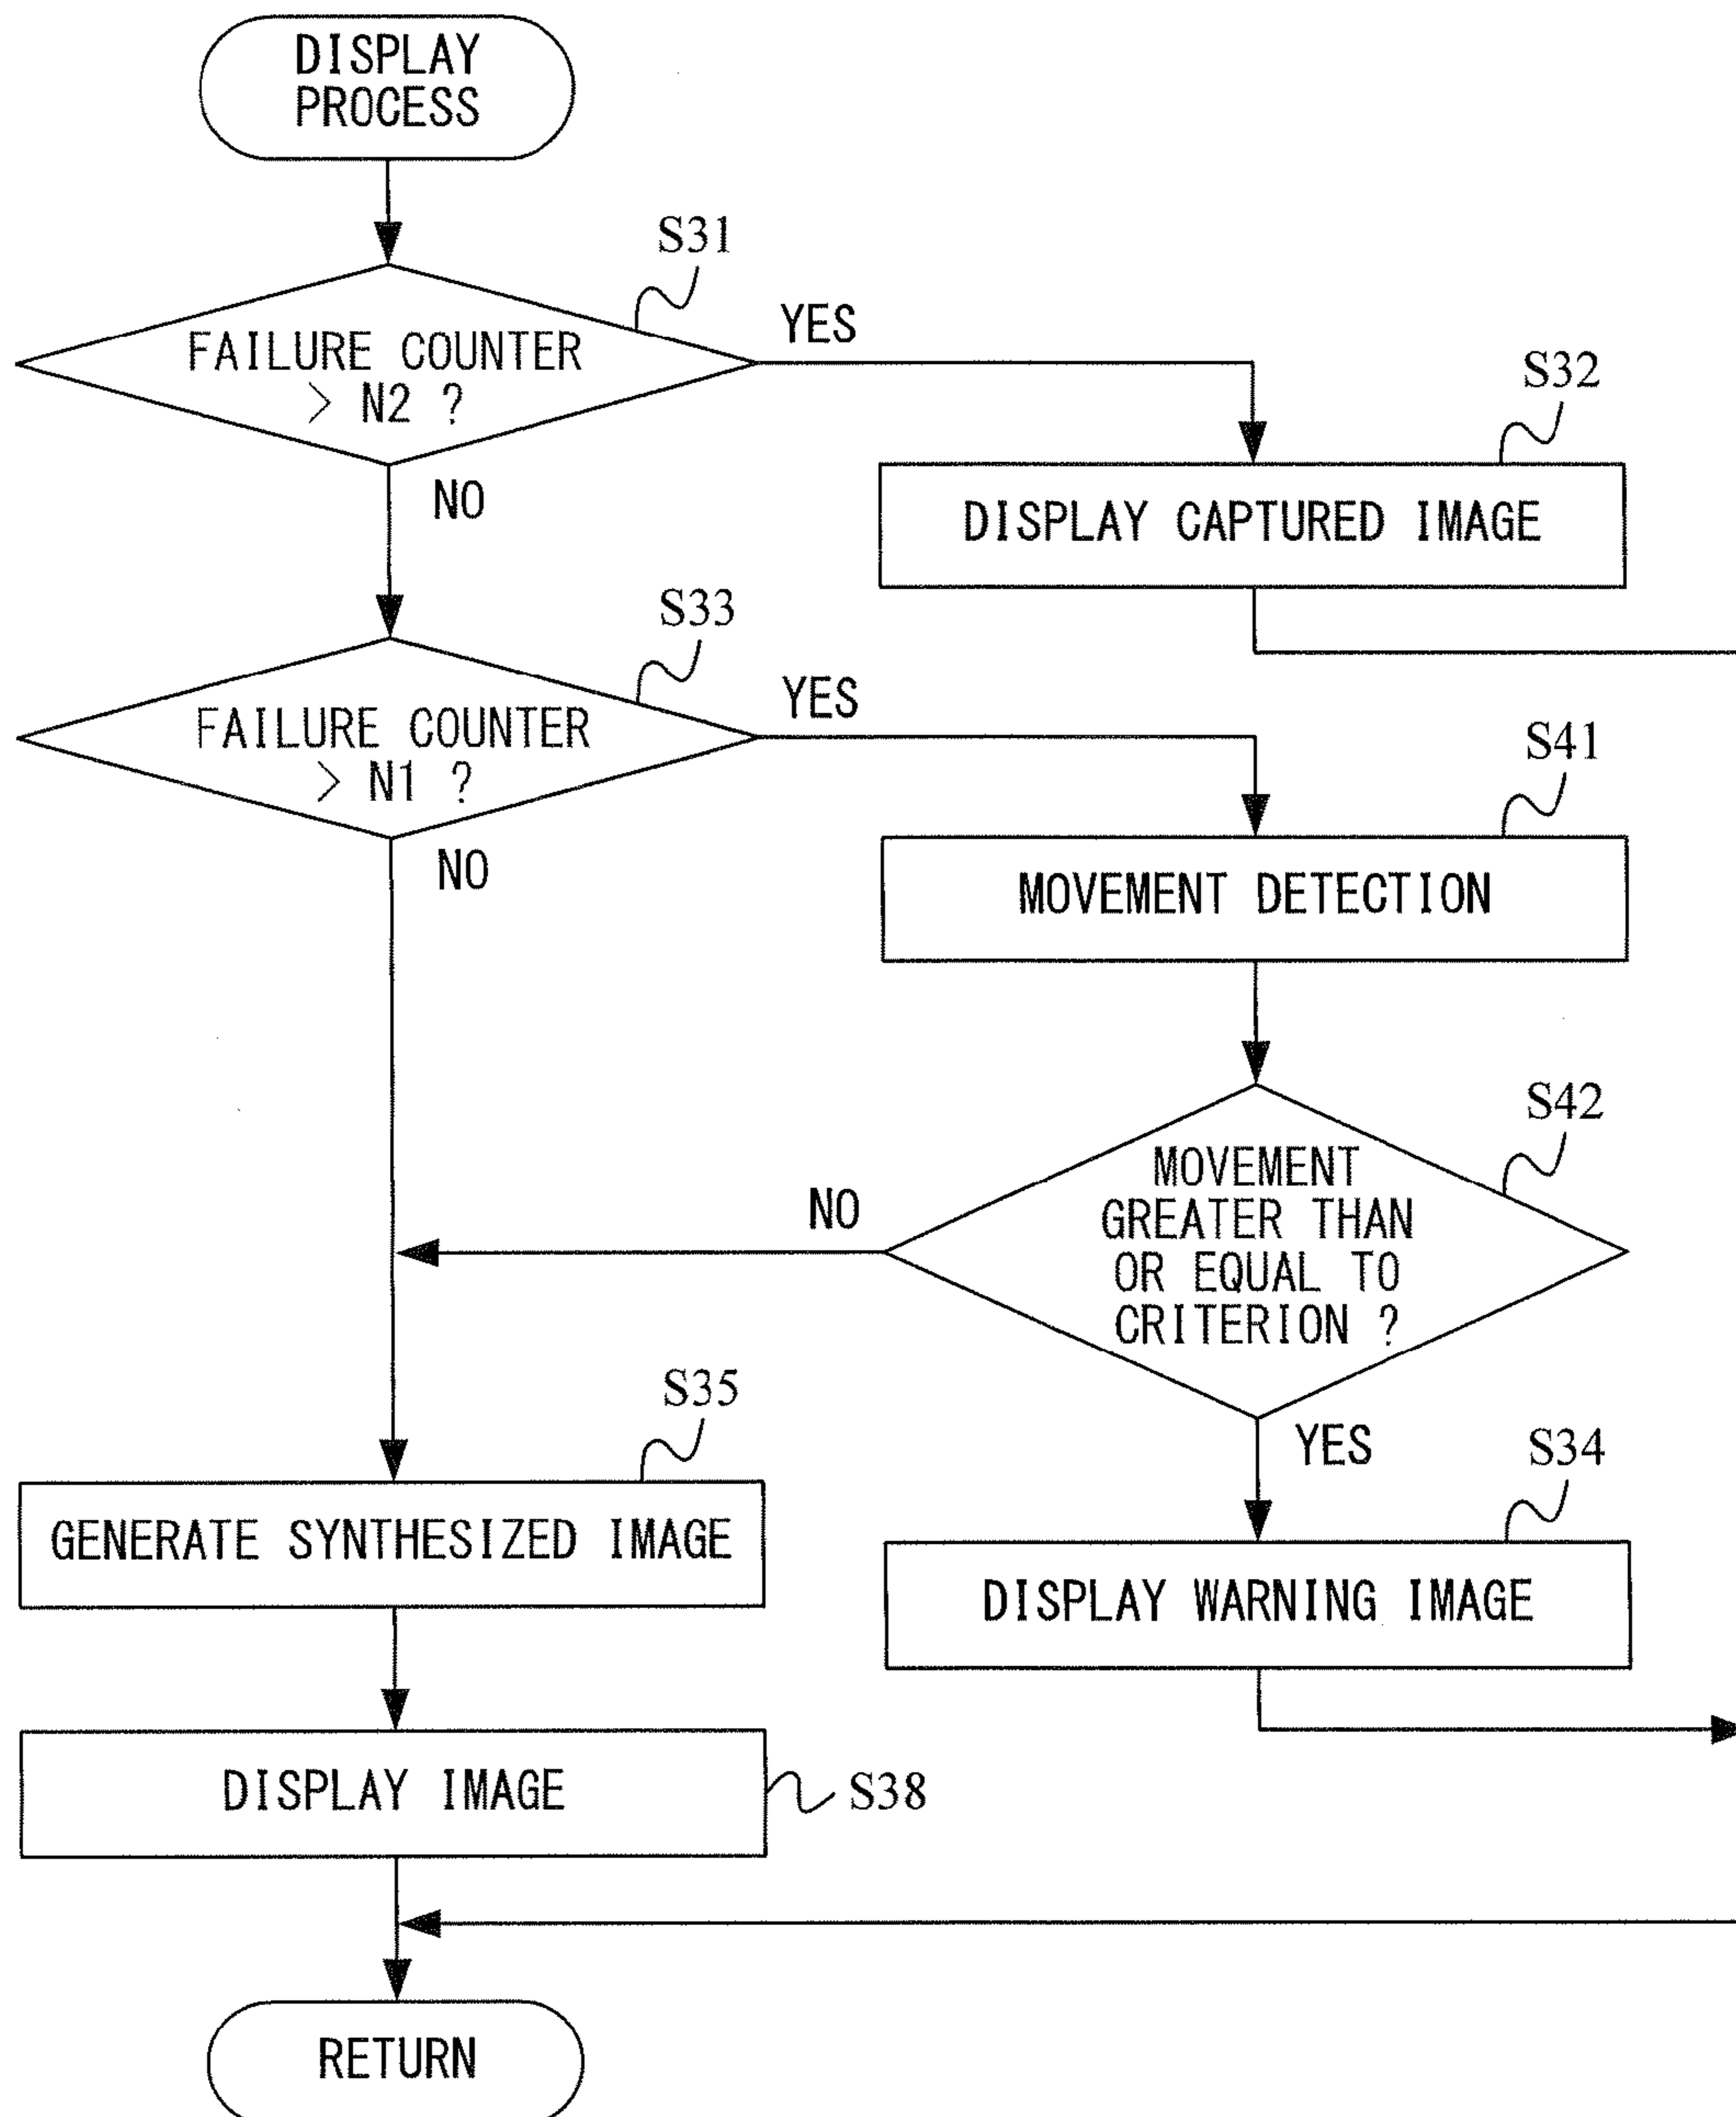 DISPLAY
PROCESS
S31
FAILURE COUNTER
> N2 ?
YES
NO
S32
DISPLAY CAPTURED IMAGE
S33
FAILURE COUNTER
> N1 ?
YES
NO
S41
MOVEMENT DETECTION
S42
MOVEMENT
GREATER THAN
OR EQUAL TO
CRITERION ?
NO
YES
S35
GENERATE SYNTHESIZED IMAGE
S34
DISPLAY WARNING IMAGE
DISPLAY IMAGE
S38
RETURN